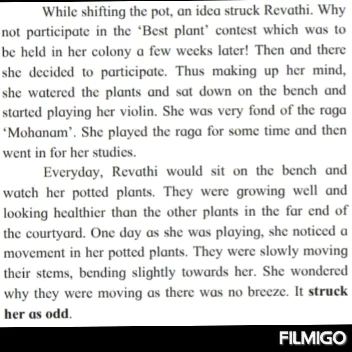 While shifting the pot, an idea struck Revathi. Why
not participate in the ‘Best plant’ contest which was to
be held in her colony a few weeks later! Then and there
she decided to participate. Thus making up her mind,
she watered the plants and sat down on the bench and
started playing her violin. She was very fond of the raga
‘Mohanam’. She played the raga for some time and then
went in for her studies.
Everyday, Revathi would sit on the bench and
watch her potted plants. They were growing well and
looking healthier than the other plants in the far end of
the courtyard. One day as she was playing, she noticed a
movement in her potted plants. They were slowly moving
their stems, bending slightly towards her. She wondered
why they were moving as there was no breeze. It struck
her as odd.
FILMIGO